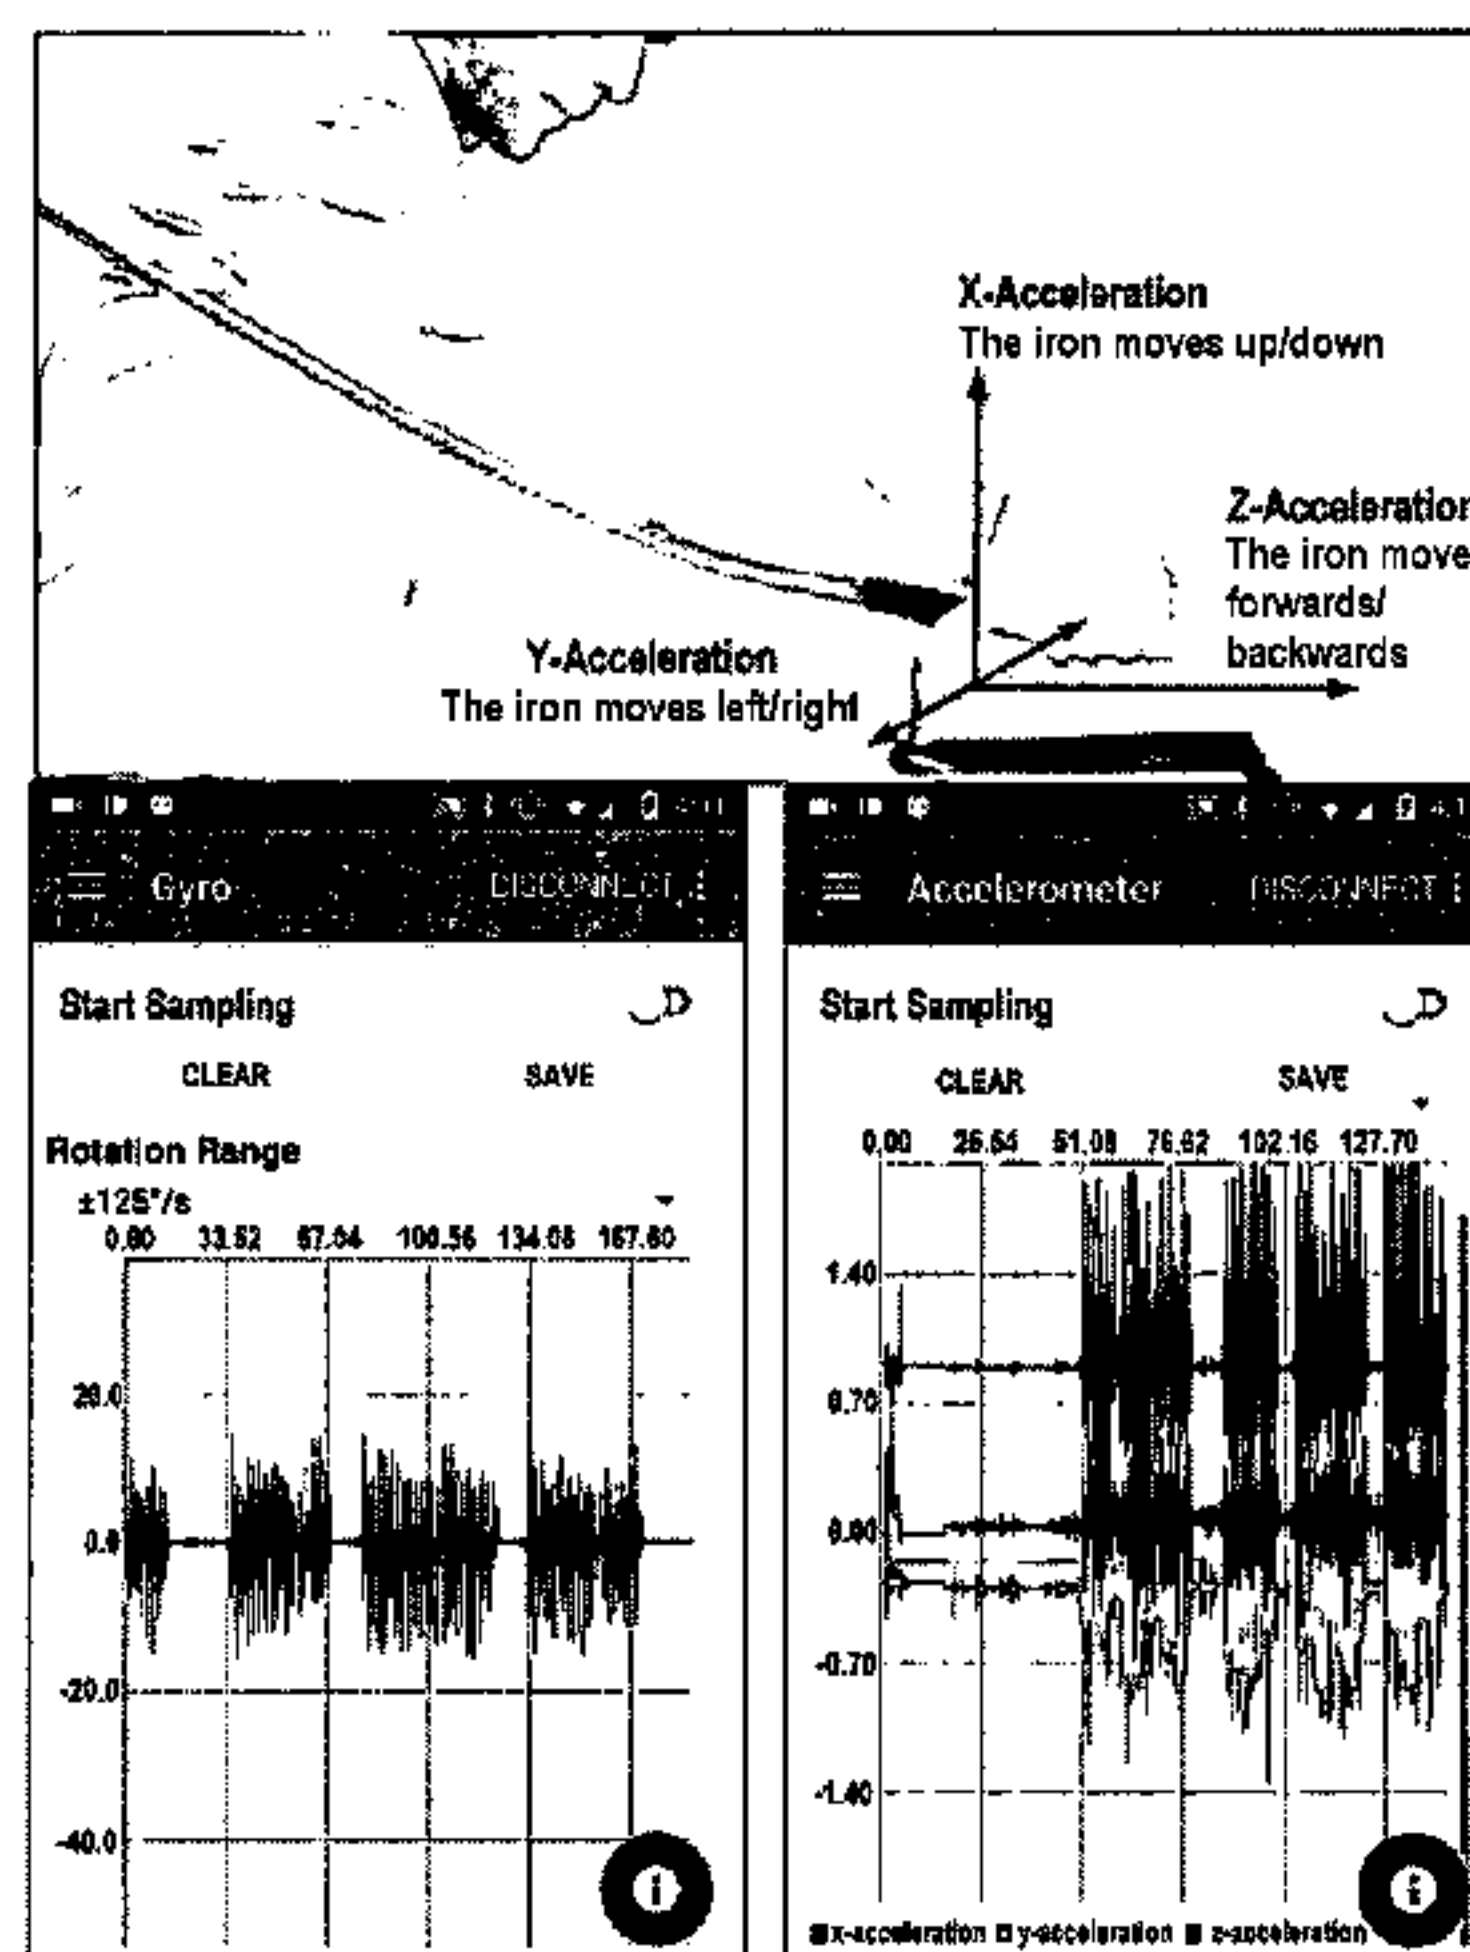 X-Acceleration
The iron moves up/down
Z-Acceleration
The iron move
forwards/
backwards
Y-Acceleration
The iron moves left/right
Gyro
DISCONNECT
Start Sampling
CLEAR SAVE
Rotation Range
±125°/s
0.00 33.52 67.04 100.56 134.08 167.60
20.0
0.0
-20.0
-40.0
Accelerometer
DISCONNECT
Start Sampling
CLEAR SAVE
0.00 25.54 51.08 76.62 102.16 127.70
1.40
0.70
0.00
-0.70
-1.40
x-acceleration y-acceleration z-acceleration